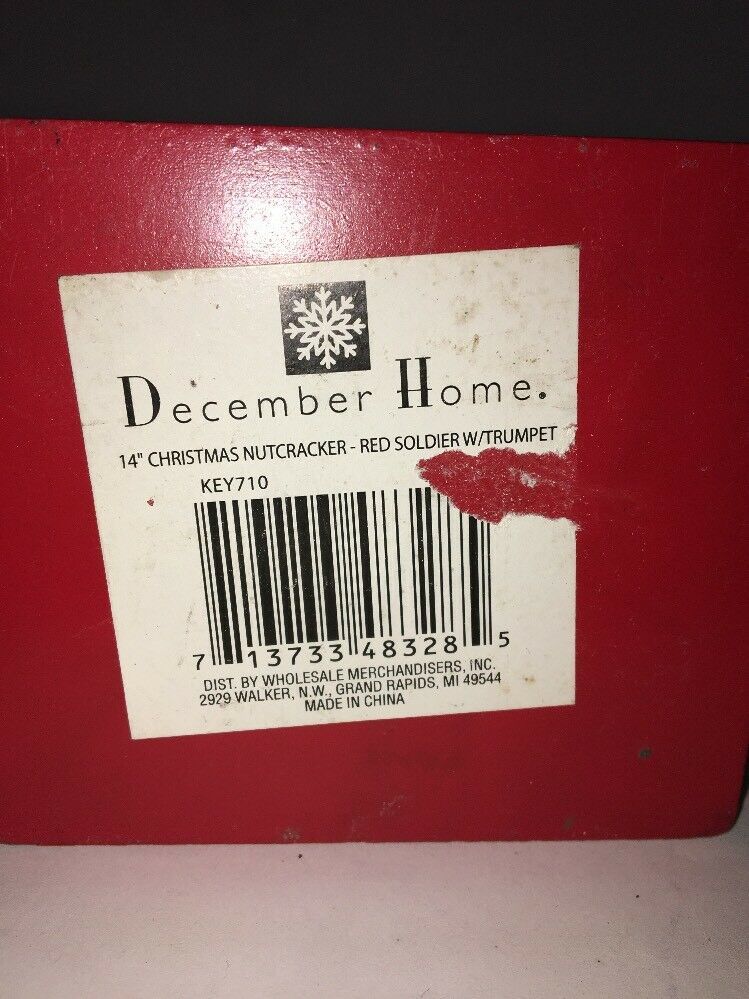 December Home.
14" CHRISTMAS NUTCRACKER - RED SOLDIER W/TRUMPET
KEY710
7 13733 48328 5
DIST. BY WHOLESALE MERCHANDISERS, INC.
2929 WALKER, N.W., GRAND RAPIDS, MI 49544
MADE IN CHINA